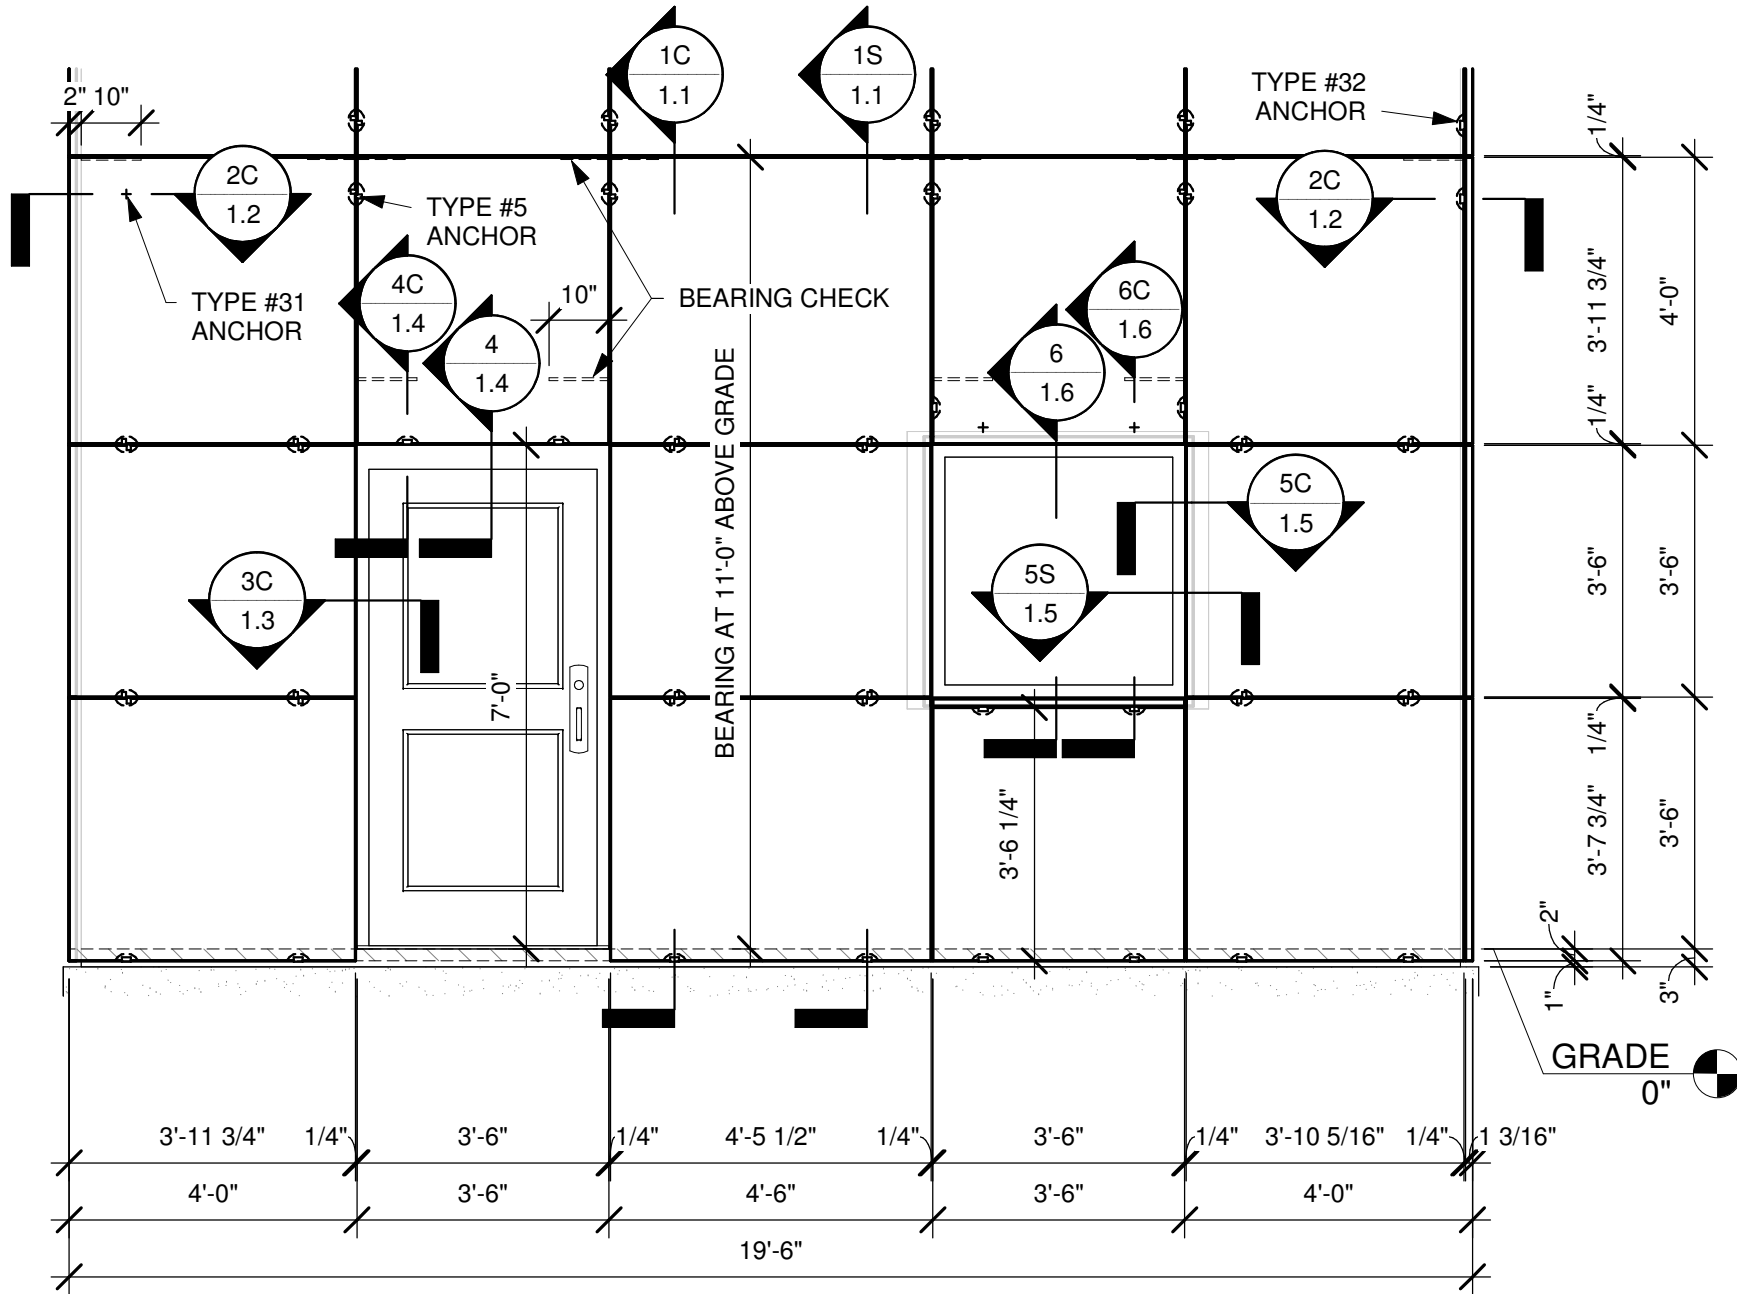 1C
1.1
1S
1.1
TYPE #32
ANCHOR
2" 10"
1/4"
2C
1.2
2C
1.2
TYPE #5
ANCHOR
TYPE #31
ANCHOR
4C
1.4
10"
BEARING CHECK
6C
1.6
4
1.4
6
1.6
3'-11 3/4"
4'-0"
1/4"
BEARING AT 11'-0" ABOVE GRADE
5C
1.5
3C
1.3
5S
1.5
3'-6"
3'-6"
7'-0"
1/4"
3'-6 1/4"
3'-7 3/4"
3'-6"
2"
1"
3"
GRADE
0"
3'-11 3/4" 1/4" 3'-6" 1/4" 4'-5 1/2" 1/4" 3'-6" 1/4" 3'-10 5/16" 1/4" 1 3/16"
4'-0" 3'-6" 4'-6" 3'-6" 4'-0"
19'-6"